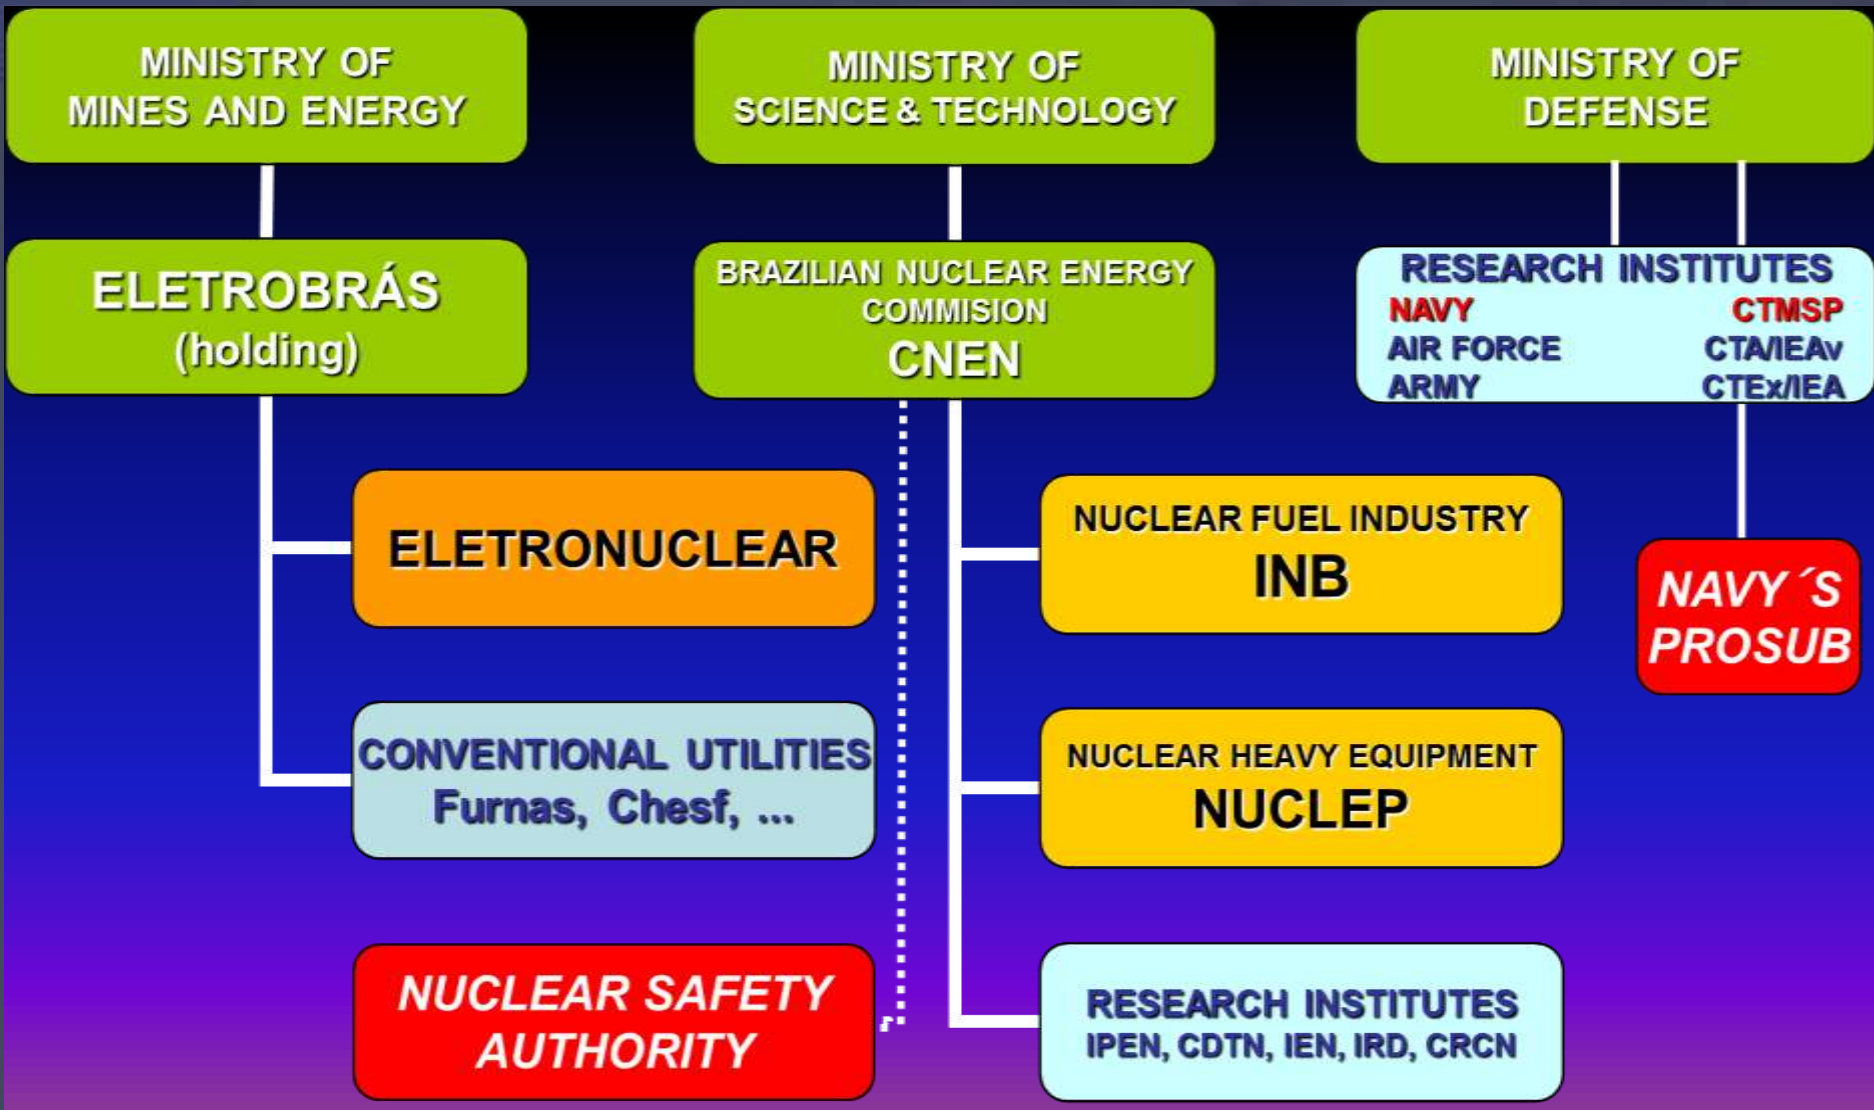 MINISTRY OF
MINES AND ENERGY
MINISTRY OF
SCIENCE & TECHNOLOGY
MINISTRY OF
DEFENSE
ELETROBRÁS
(holding)
BRAZILIAN NUCLEAR ENERGY
COMMISION
CNEN
RESEARCH INSTITUTES
NAVY CTMSP
AIR FORCE CTA/IEAv
ARMY CTEx/IEA
ELETRONUCLEAR
NUCLEAR FUEL INDUSTRY
INB
NAVY´S
PROSUB
CONVENTIONAL UTILITIES
Furnas, Chesf, ...
NUCLEAR HEAVY EQUIPMENT
NUCLEP
NUCLEAR SAFETY
AUTHORITY
RESEARCH INSTITUTES
IPEN, CDTN, IEN, IRD, CRCN